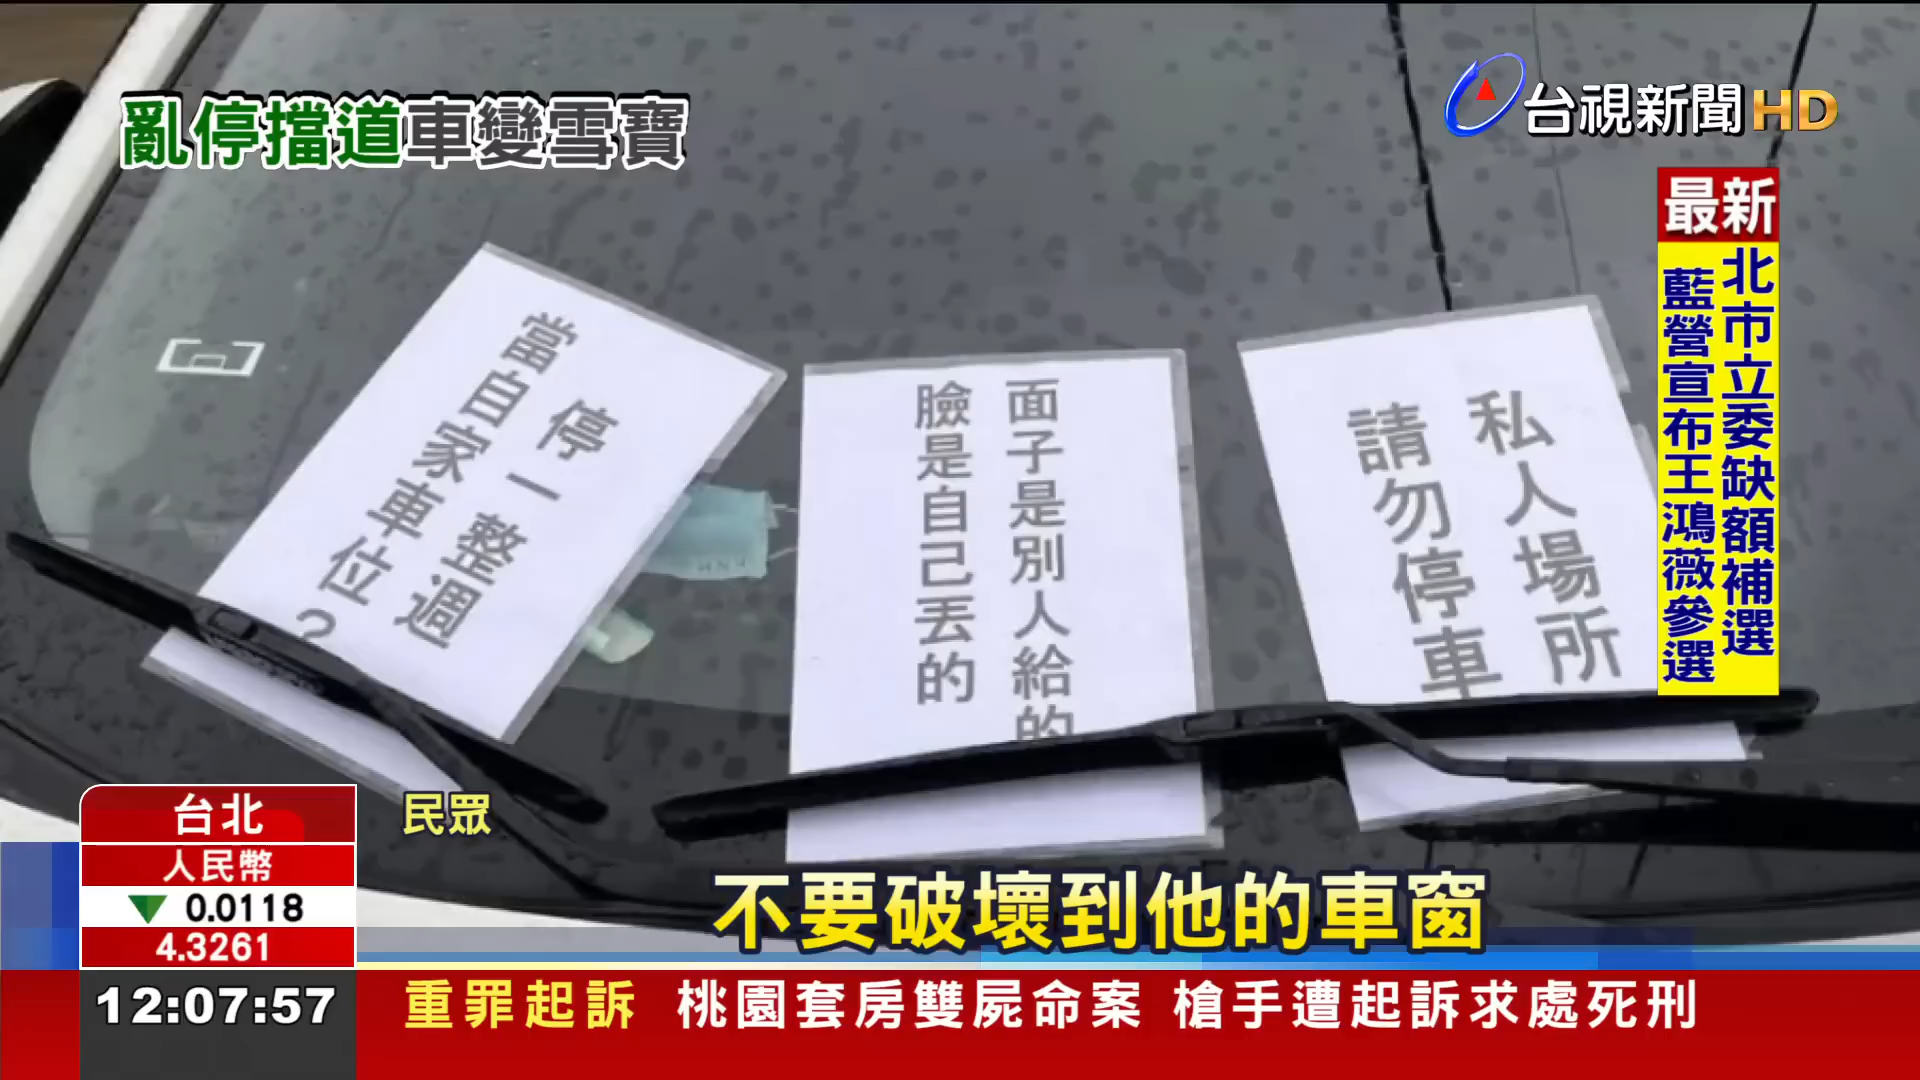 亂停擋道車變雪寶
台視新聞HD
最新
北市立委缺額補選
藍營宣布王鴻薇參選
停一整週
當自家車位?
面子是別人給的
臉是自己丟的
私人場所
請勿停車
民眾
不要破壞到他的車窗
台北
人民幣
▼ 0.0118
4.3261
12:07:57
重罪起訴 桃園套房雙屍命案 槍手遭起訴求處死刑